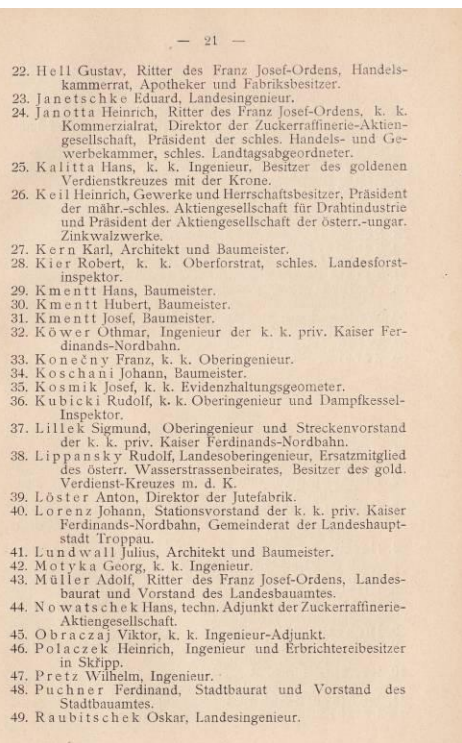 — 21 —
22. Hell Gustav, Ritter des Franz Josef-Ordens, Handels-
kammerrat, Apotheker und Fabriksbesitzer.
23. Janetschke Eduard, Landesingenieur.
24. Janotta Heinrich, Ritter des Franz Josef-Ordens, k. k.
Kommerzialrat, Direktor der Zuckerraffinerie-Aktien-
gesellschaft, Präsident der schles. Handels- und Ge-
werbekammer, schles. Landtagsabgeordneter.
25. Kalitta Hans, k. k. Ingenieur, Besitzer des goldenen
Verdienstkreuzes mit der Krone.
26. Keil Heinrich, Gewerke und Herrschaftsbesitzer, Präsident
der mähr.-schles. Aktiengesellschaft für Drahtindustrie
und Präsident der Aktiengesellschaft der österr.-ungar.
Zinkwalzwerke.
27. Kern Karl, Architekt und Baumeister.
28. Kier Robert, k. k. Oberforstrat, schles. Landesforst-
inspektor.
29. Kmentt Hans, Baumeister.
30. Kmentt Hubert, Baumeister.
31. Kmentt Josef, Baumeister.
32. Köwer Othmar, Ingenieur der k. k. priv. Kaiser Fer-
dinands-Nordbahn.
33. Konečny Franz, k. k. Oberingenieur.
34. Koschani Johann, Baumeister.
35. Kosmik Josef, k. k. Evidenzhaltungsgeometer.
36. Kubicki Rudolf, k. k. Oberingenieur und Dampfkessel-
Inspektor.
37. Lillek Sigmund, Oberingenieur und Streckenvorstand
der k. k. priv. Kaiser Ferdinands-Nordbahn.
38. Lippansky Rudolf, Landesoberingenieur, Ersatzmitglied
des österr. Wasserstrassenbeirates, Besitzer des gold.
Verdienst-Kreuzes m. d. K.
39. Löster Anton, Direktor der Jutefabrik.
40. Lorenz Johann, Stationsvorstand der k. k. priv. Kaiser
Ferdinands-Nordbahn, Gemeinderat der Landeshaupt-
stadt Troppau.
41. Lundwall Julius, Architekt und Baumeister.
42. Motyka Georg, k. k. Ingenieur.
43. Müller Adolf, Ritter des Franz Josef-Ordens, Landes-
baurat und Vorstand des Landesbauamtes.
44. Nowatschek Hans, techn. Adjunkt der Zuckerraffinerie-
Aktiengesellschaft.
45. Obraczaj Viktor, k. k. Ingenieur-Adjunkt.
46. Polaczek Heinrich, Ingenieur und Erbrichtereibesitzer
in Skřipp.
47. Pretz Wilhelm, Ingenieur.
48. Puchner Ferdinand, Stadtbaurat und Vorstand des
Stadtbauamtes.
49. Raubitschek Oskar, Landesingenieur.